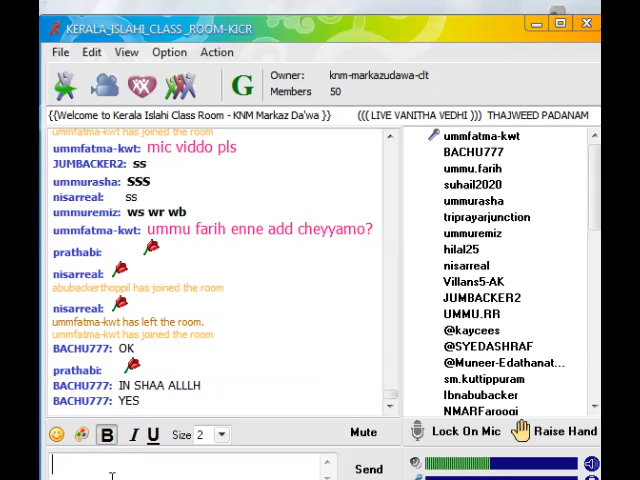 KERALA_ISLAHI_CLASS _ROOM-KICR
File Edit View Option Action
G Owner: knm-markazudawa-clt
Members 50
{{Welcome to Kerala Islahi Class Room - KNM Markaz Da'wa }} ((( LIVE VANITHA VEDHI ))) THAJWEED PADANAM
ummfatma-kwt has joined the room
ummfatma-kwt: mic viddo pls
JUMBACKER2: ss
ummurasha: SSS
nisarreal: ss
ummuremiz: ws wr wb
ummfatma-kwt: ummu farih enne add cheyyamo?
prathabi:
nisarreal:
abubackerthoppil has joined the room
nisarreal:
ummfatma-kwt has left the room.
ummfatma-kwt has joined the room
BACHU777: OK
prathabi:
BACHU777: IN SHAA ALLLH
BACHU777: YES
ummfatma-kwt
BACHU777
ummu.farih
suhail2020
ummurasha
triprayarjunction
ummuremiz
hilal25
nisarreal
Villans5-AK
JUMBACKER2
UMMU.RR
@kaycees
@SYEDASHRAF
@Muneer-Edathanat...
sm.kuttippuram
Ibnabubacker
NMARFarooqi
B I U Size 2 Mute
Lock On Mic Raise Hand
Send